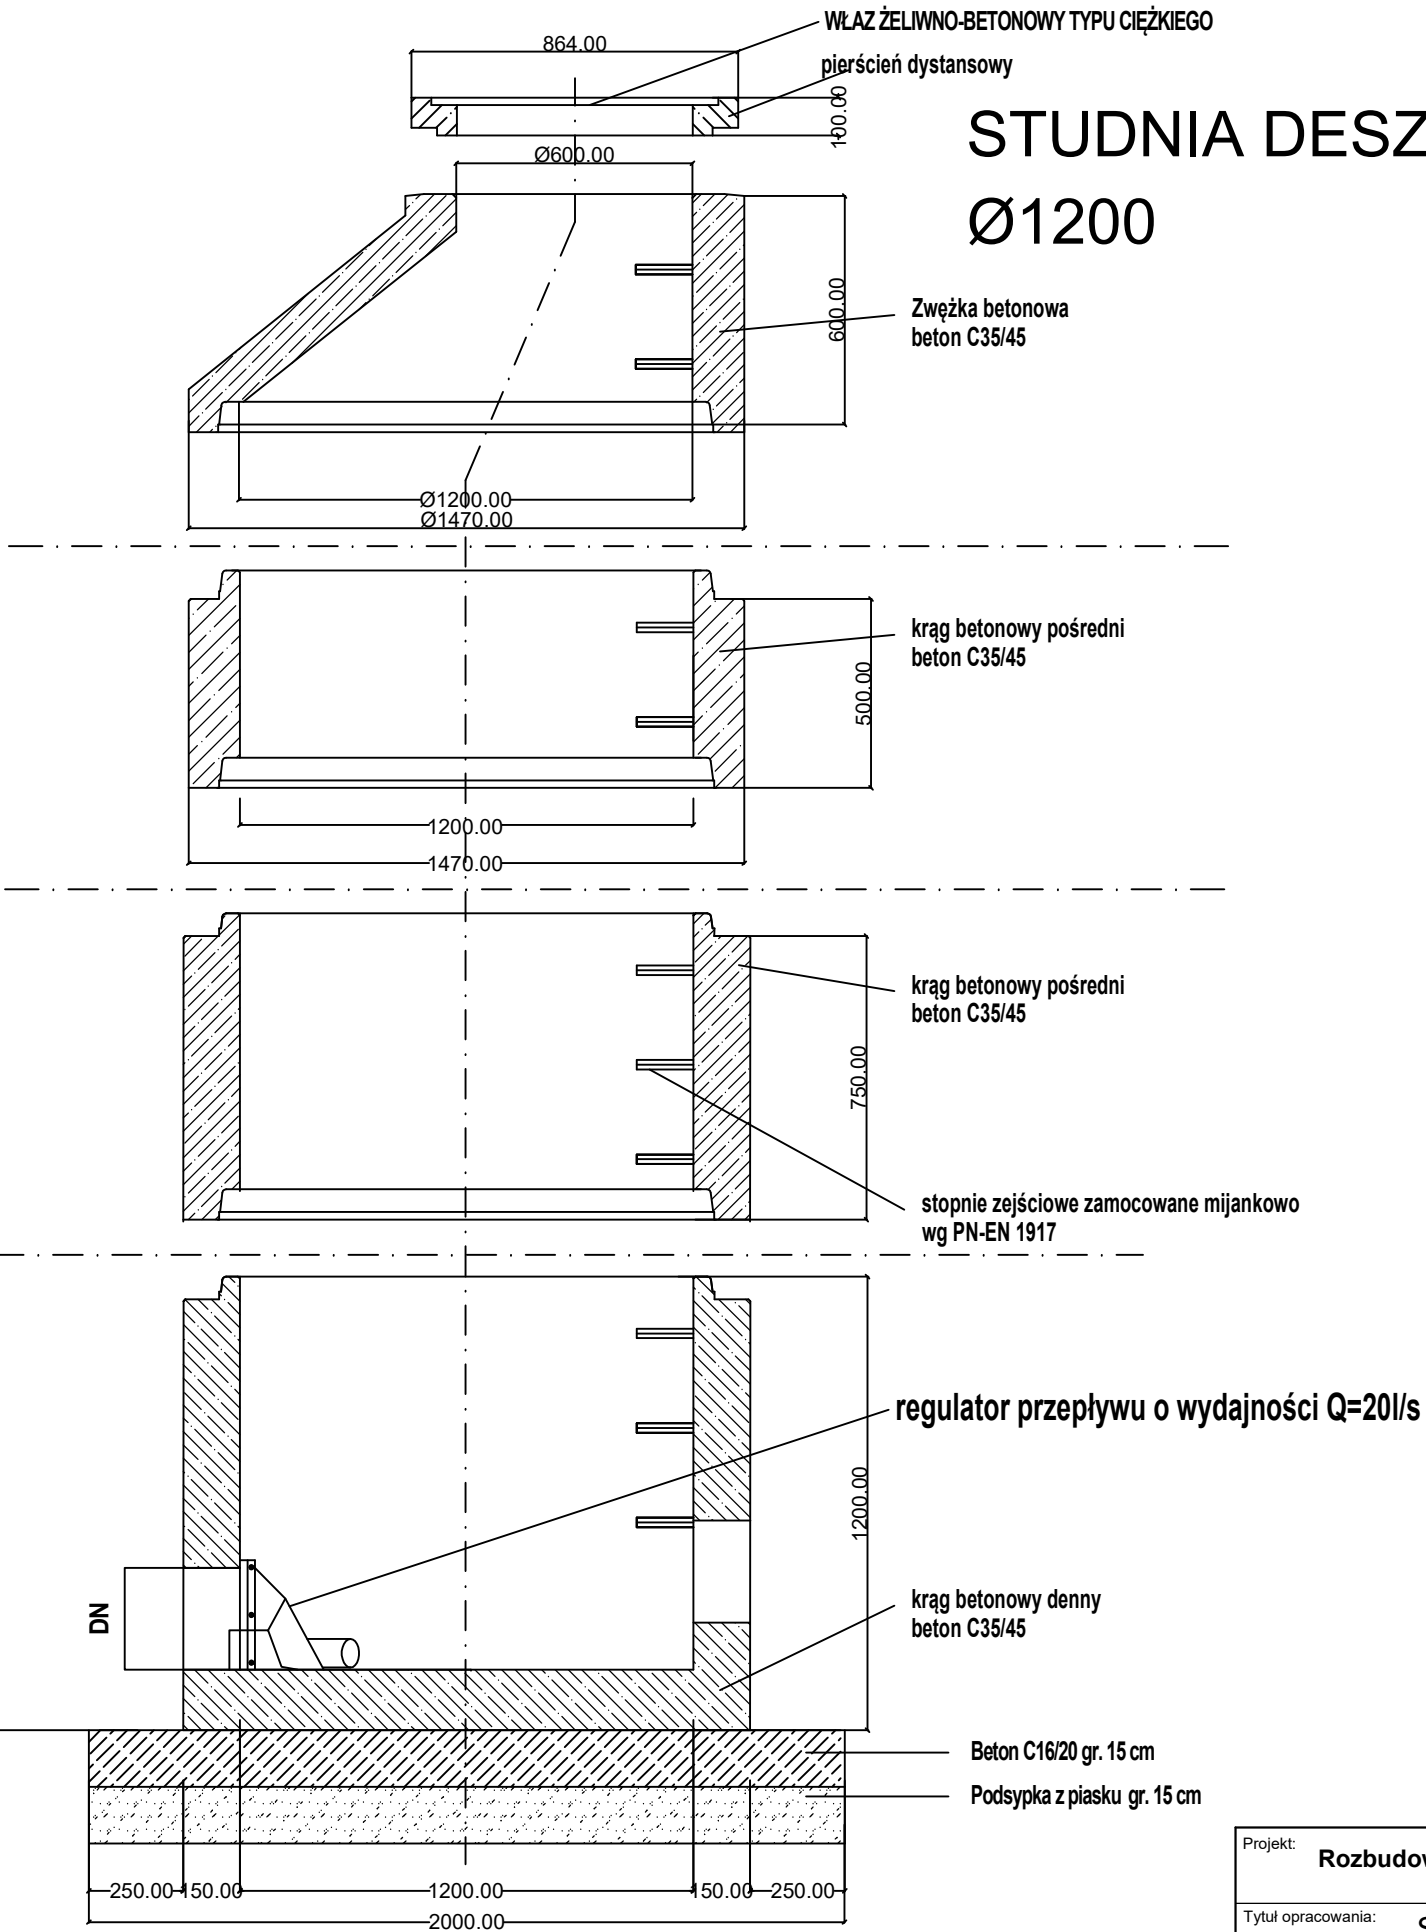 WŁAZ ŻELIWNO-BETONOWY TYPU CIĘŻKIEGO
864.00
pierścień dystansowy
100.00
STUDNIA DESZ
Ø1200
Ø600.00
Zwężka betonowa
beton C35/45
600.00
Ø1200.00
Ø1470.00
krąg betonowy pośredni
beton C35/45
500.00
1200.00
1470.00
krąg betonowy pośredni
beton C35/45
750.00
stopnie zejściowe zamocowane mijankowo
wg PN-EN 1917
regulator przepływu o wydajności Q=20l/s
1200.00
DN
krąg betonowy denny
beton C35/45
Beton C16/20 gr. 15 cm
Podsypka z piasku gr. 15 cm
250.00 150.00 1200.00 150.00 250.00
2000.00
Projekt:
Rozbudow
Tytuł opracowania: